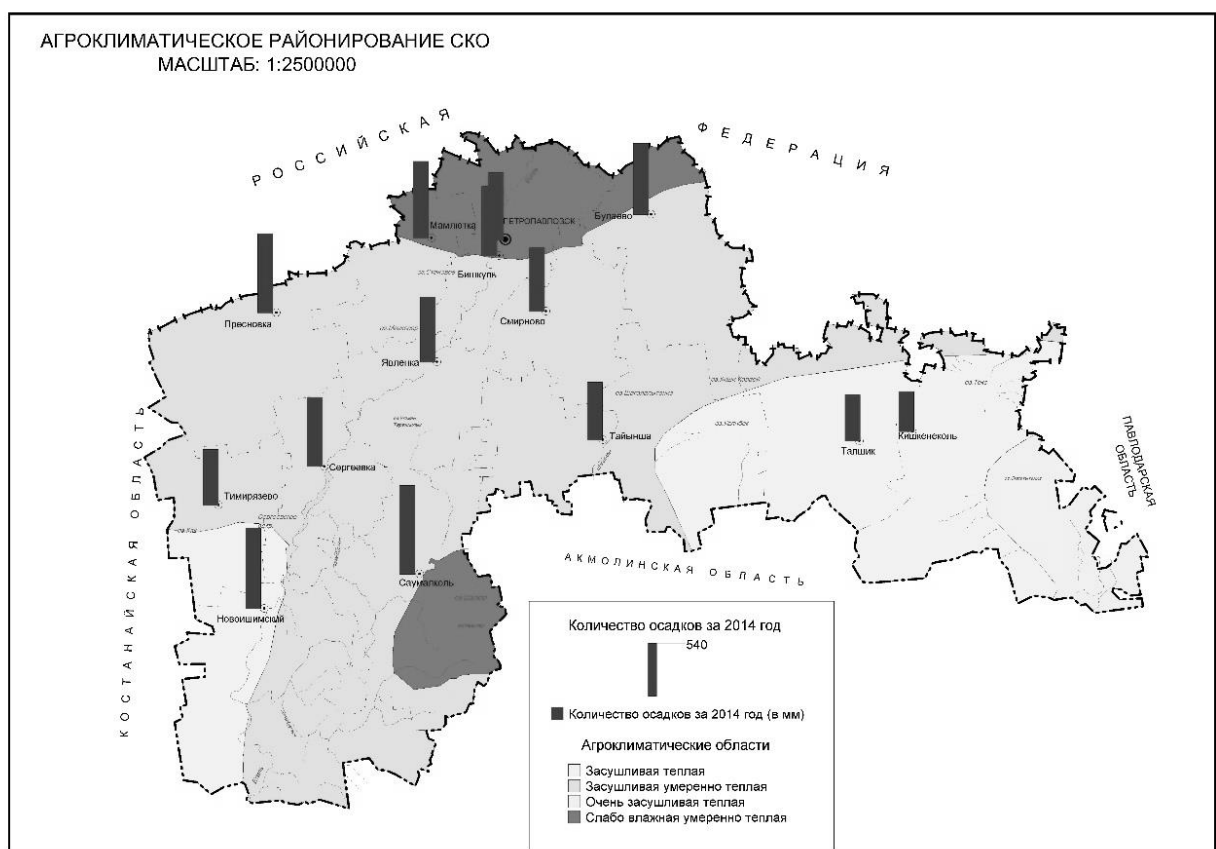 АГРОКЛИМАТИЧЕСКОЕ РАЙОНИРОВАНИЕ СКО
МАСШТАБ: 1:2500000
РОССИЙСКАЯ
ФЕДЕРАЦИЯ
Мамлютка
ПЕТРОПАВЛОВСК
Булаево
Бишкуль
Пресновка
Смирново
Явленка
Тайынша
Талшик
Кишкенеколь
Сергеевка
Тимирязево
Саумалколь
Новоишимский
КОСТАНАЙСКАЯ ОБЛАСТЬ
АКМОЛИНСКАЯ ОБЛАСТЬ
ПАВЛОДАРСКАЯ
ОБЛАСТЬ
Количество осадков за 2014 год
540
Количество осадков за 2014 год (в мм)
Агроклиматические области
Засушливая теплая
Засушливая умеренно теплая
Очень засушливая теплая
Слабо влажная умеренно теплая